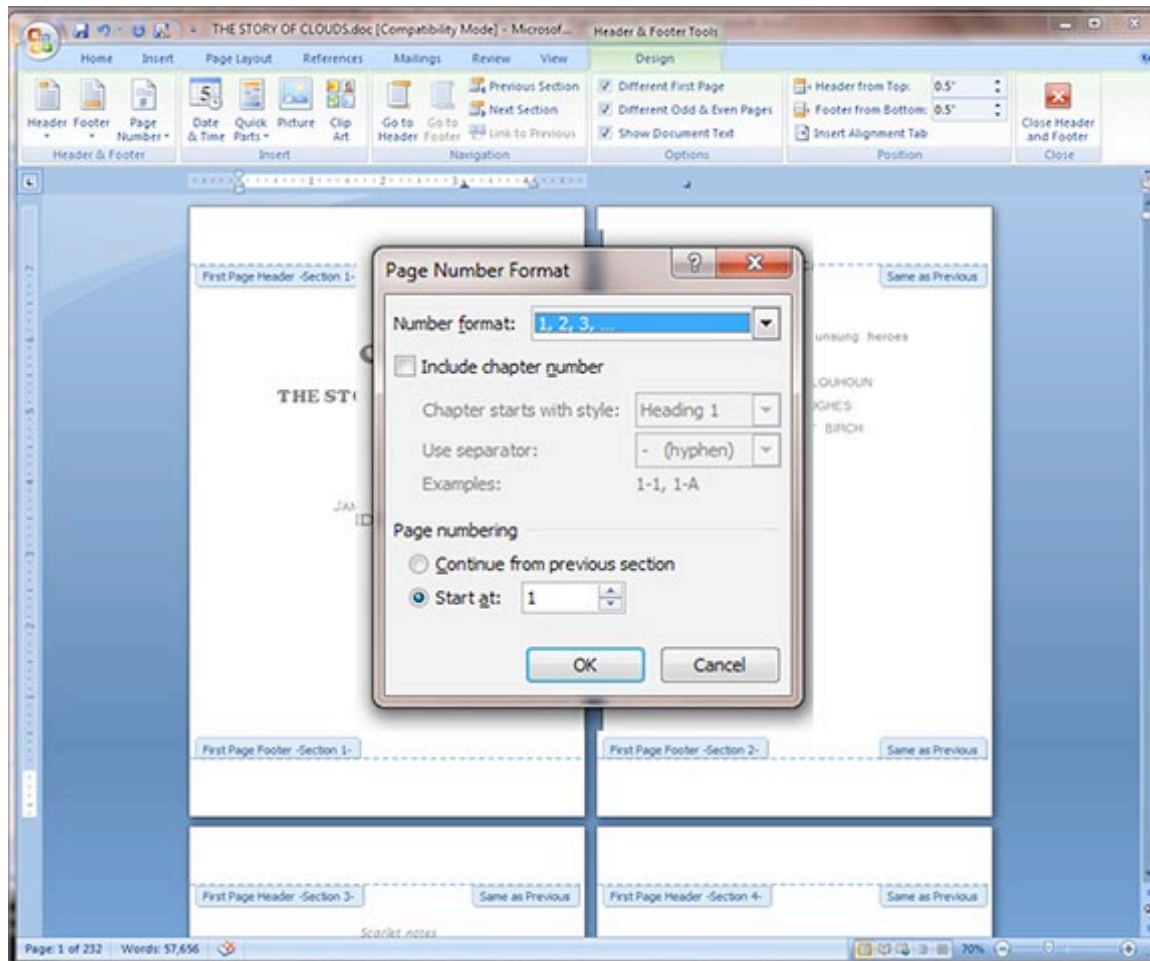 THE STORY OF CLOUDS.doc [Compatibility Mode] - Microsof...
Header & Footer Tools
Home Insert Page Layout References Mailings Review View Design
Header Footer Page Number
Date & Time Quick Parts Picture Clip Art
Go to Header Go to Footer
Previous Section
Next Section
Link to Previous
Different First Page
Different Odd & Even Pages
Show Document Text
Header from Top: 0.5"
Footer from Bottom: 0.5"
Insert Alignment Tab
Close Header and Footer
Header & Footer Insert Navigation Options Position Close
First Page Header -Section 1-
Same as Previous
unsung heroes
THE ST
BIRCH
Page Number Format
Number format: 1, 2, 3, ...
Include chapter number
Chapter starts with style: Heading 1
Use separator: - (hyphen)
Examples: 1-1, 1-A
Page numbering
Continue from previous section
Start at: 1
OK Cancel
First Page Footer -Section 1-
First Page Footer -Section 2- Same as Previous
First Page Header -Section 3- Same as Previous
First Page Header -Section 4- Same as Previous
Scarlet notes
Page: 1 of 232 Words: 57,656 70%